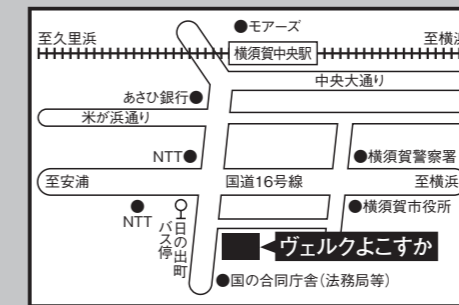 ●モアーズ
至久里浜
至横浜
横須賀中央駅
中央大通り
あさひ銀行●
米が浜通り
NTT●
●横須賀警察署
至安浦
国道16号線
至横浜
●横須賀市役所
●
NTT
日の出町
バス停
ヴェルクよこすか
●国の合同庁舎(法務局等)